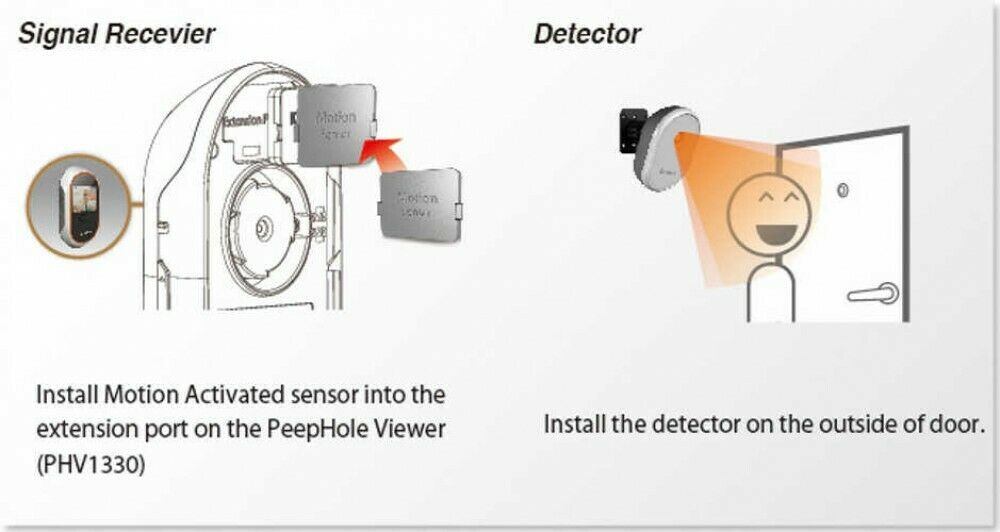 Signal Recevier
Detector
Extension P
Motion
Sensor
Motion
Sensor
Install Motion Activated sensor into the
extension port on the PeepHole Viewer
(PHV1330)
Install the detector on the outside of door.